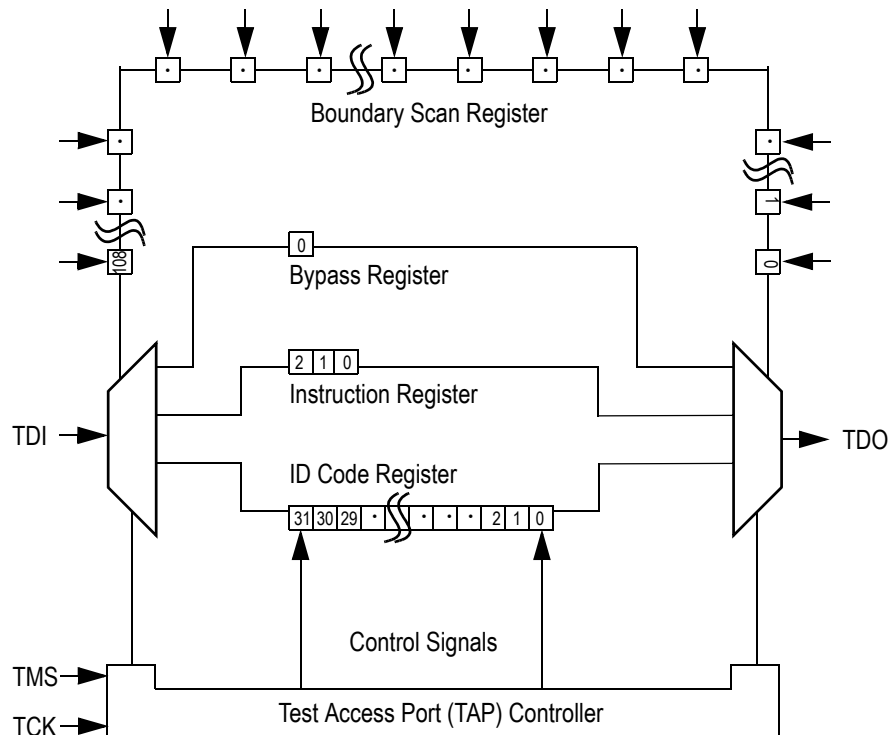 Boundary Scan Register
1
108
0
0
Bypass Register
2 1 0
Instruction Register
TDI
TDO
ID Code Register
31 30 29 · · · · · 2 1 0
Control Signals
TMS
Test Access Port (TAP) Controller
TCK